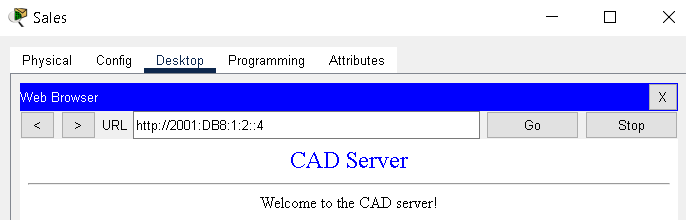 Sales
Physical Config Desktop Programming Attributes
Web Browser X
< > URL http://2001:DB8:1:2::4 Go Stop
CAD Server
Welcome to the CAD server!